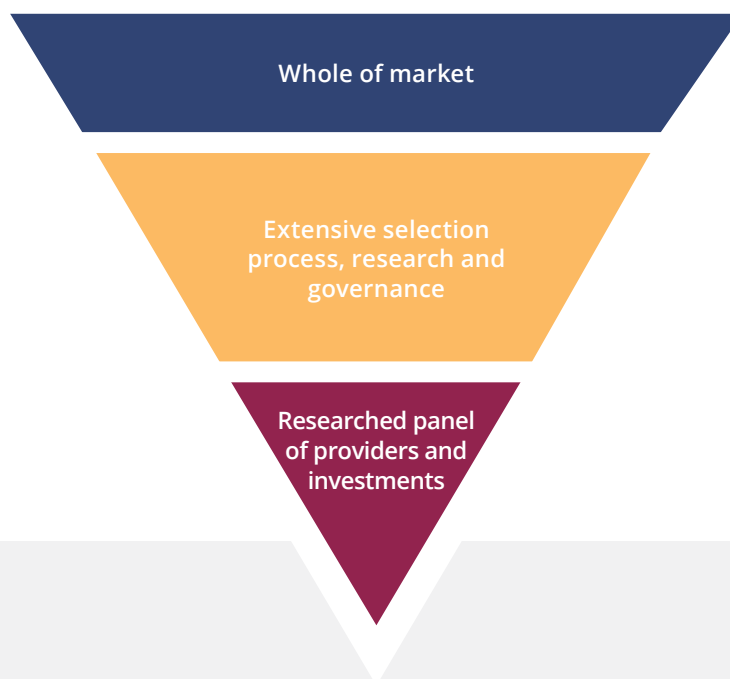 Whole of market
Extensive selection
process, research and
governance
Researched panel
of providers and
investments